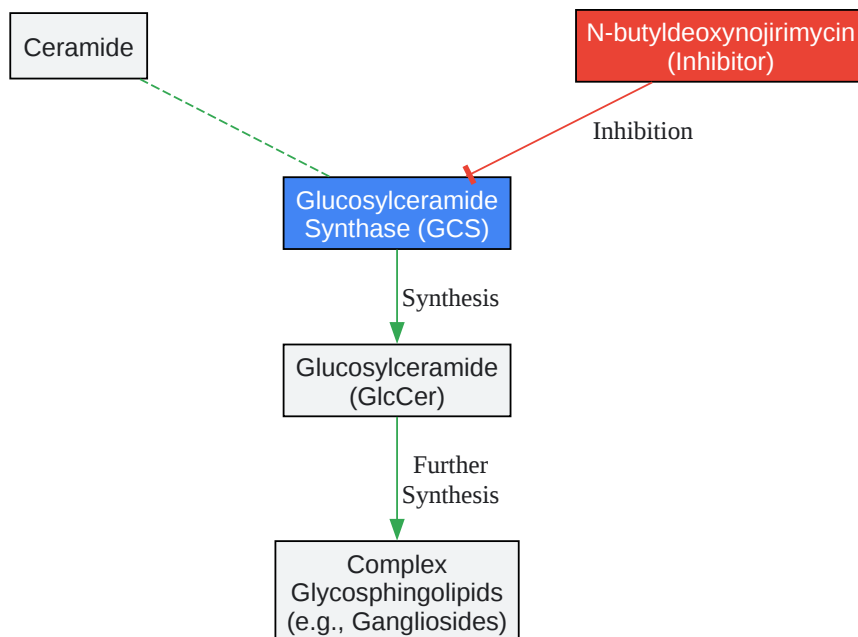 Ceramide
N-butyldeoxynojirimycin
(Inhibitor)
Inhibition
Glucosylceramide
Synthase (GCS)
Synthesis
Glucosylceramide
(GlcCer)
Further
Synthesis
Complex
Glycosphingolipids
(e.g., Gangliosides)